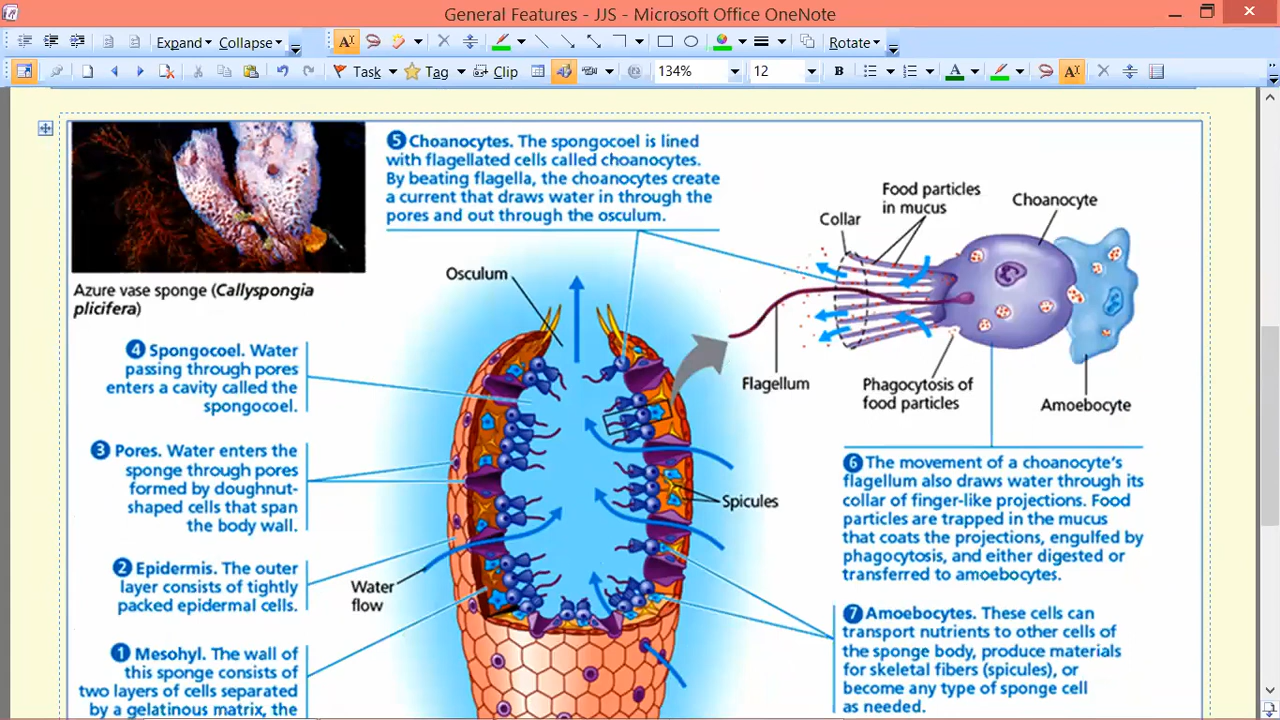 General Features - JJS - Microsoft Office OneNote
Expand Collapse Rotate
Task Tag Clip 134% 12 B A
5 Choanocytes. The spongocoel is lined
with flagellated cells called choanocytes.
By beating flagella, the choanocytes create
a current that draws water in through the
pores and out through the osculum.
Food particles
in mucus
Choanocyte
Collar
Osculum
Azure vase sponge (Callyspongia
plicifera)
4 Spongocoel. Water
passing through pores
enters a cavity called the
spongocoel.
Flagellum
Phagocytosis of
food particles
Amoebocyte
3 Pores. Water enters the
sponge through pores
formed by doughnut-
shaped cells that span
the body wall.
Spicules
6 The movement of a choanocyte's
flagellum also draws water through its
collar of finger-like projections. Food
particles are trapped in the mucus
that coats the projections, engulfed by
phagocytosis, and either digested or
transferred to amoebocytes.
2 Epidermis. The outer
layer consists of tightly
packed epidermal cells.
Water
flow
7 Amoebocytes. These cells can
transport nutrients to other cells of
the sponge body, produce materials
for skeletal fibers (spicules), or
become any type of sponge cell
as needed.
1 Mesohyl. The wall of
this sponge consists of
two layers of cells separated
by a gelatinous matrix, the